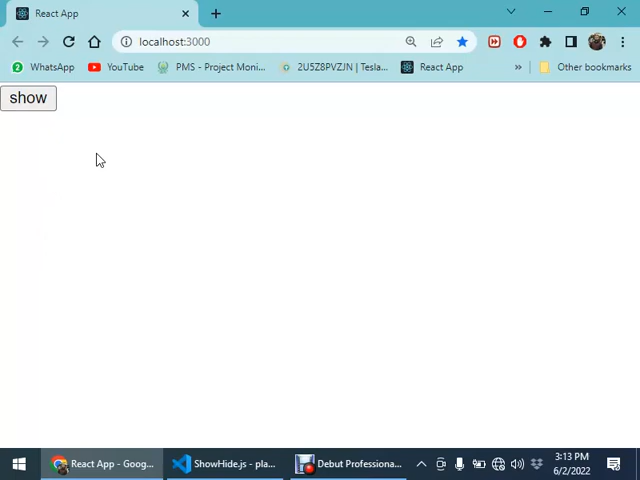 React App
localhost:3000
2 WhatsApp YouTube PMS - Project Moni... 2U5Z8PVZJN | Tesla... React App » Other bookmarks
show
React App - Goog... ShowHide.js - pla... Debut Professiona... 3:13 PM
6/2/2022